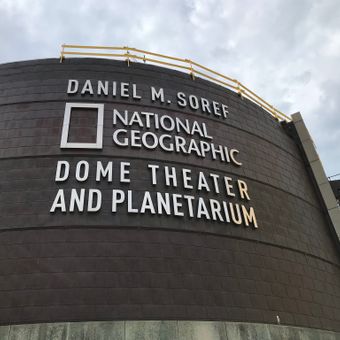 DANIEL M. SOREF
NATIONAL
GEOGRAPHIC
DOME THEATER
AND PLANETARIUM